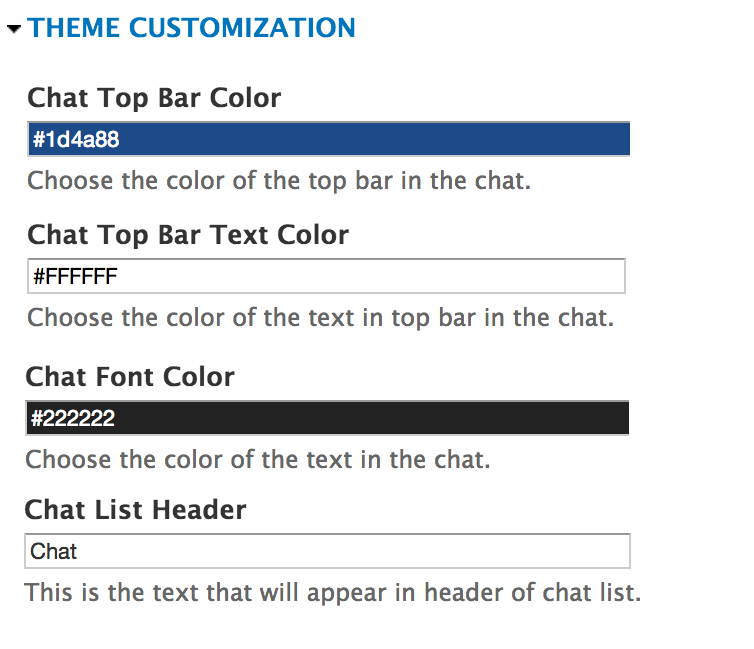 THEME CUSTOMIZATION
Chat Top Bar Color
#1d4a88
Choose the color of the top bar in the chat.
Chat Top Bar Text Color
#FFFFFF
Choose the color of the text in top bar in the chat.
Chat Font Color
#222222
Choose the color of the text in the chat.
Chat List Header
Chat
This is the text that will appear in header of chat list.